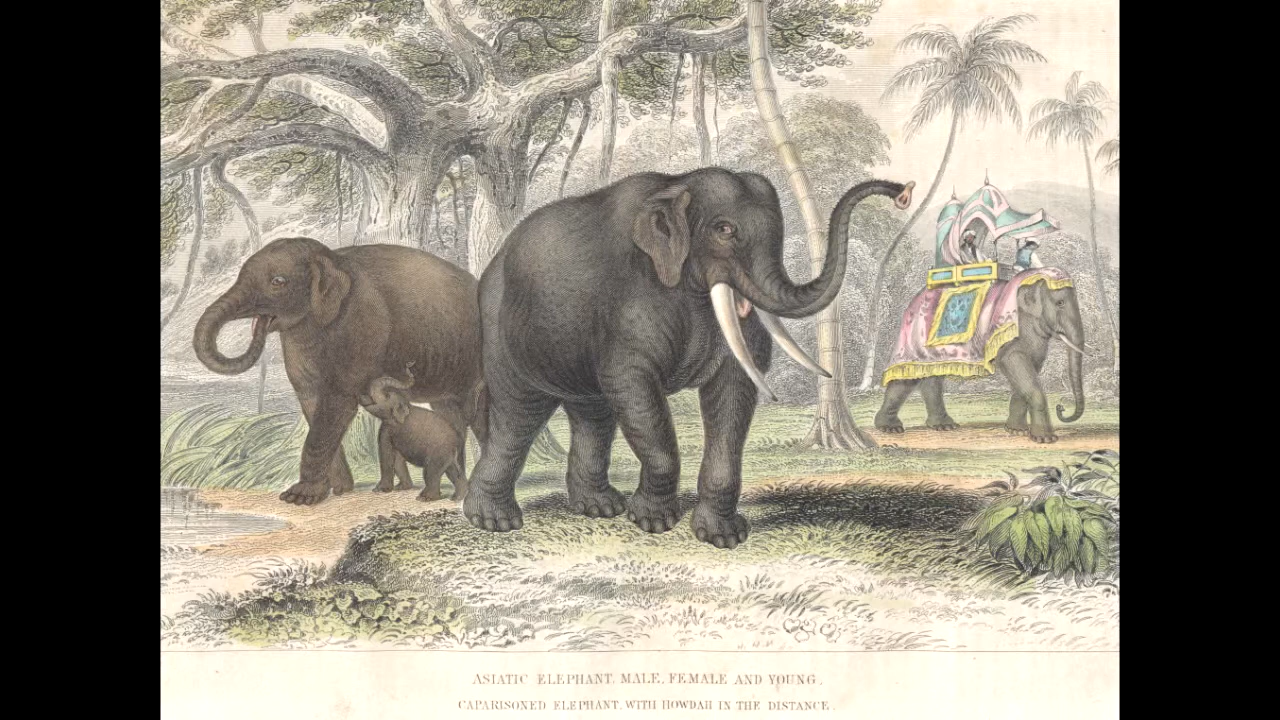 ASIATIC ELEPHANT. MALE, FEMALE AND YOUNG.
CAPARISONED ELEPHANT. WITH HOWDAH IN THE DISTANCE.